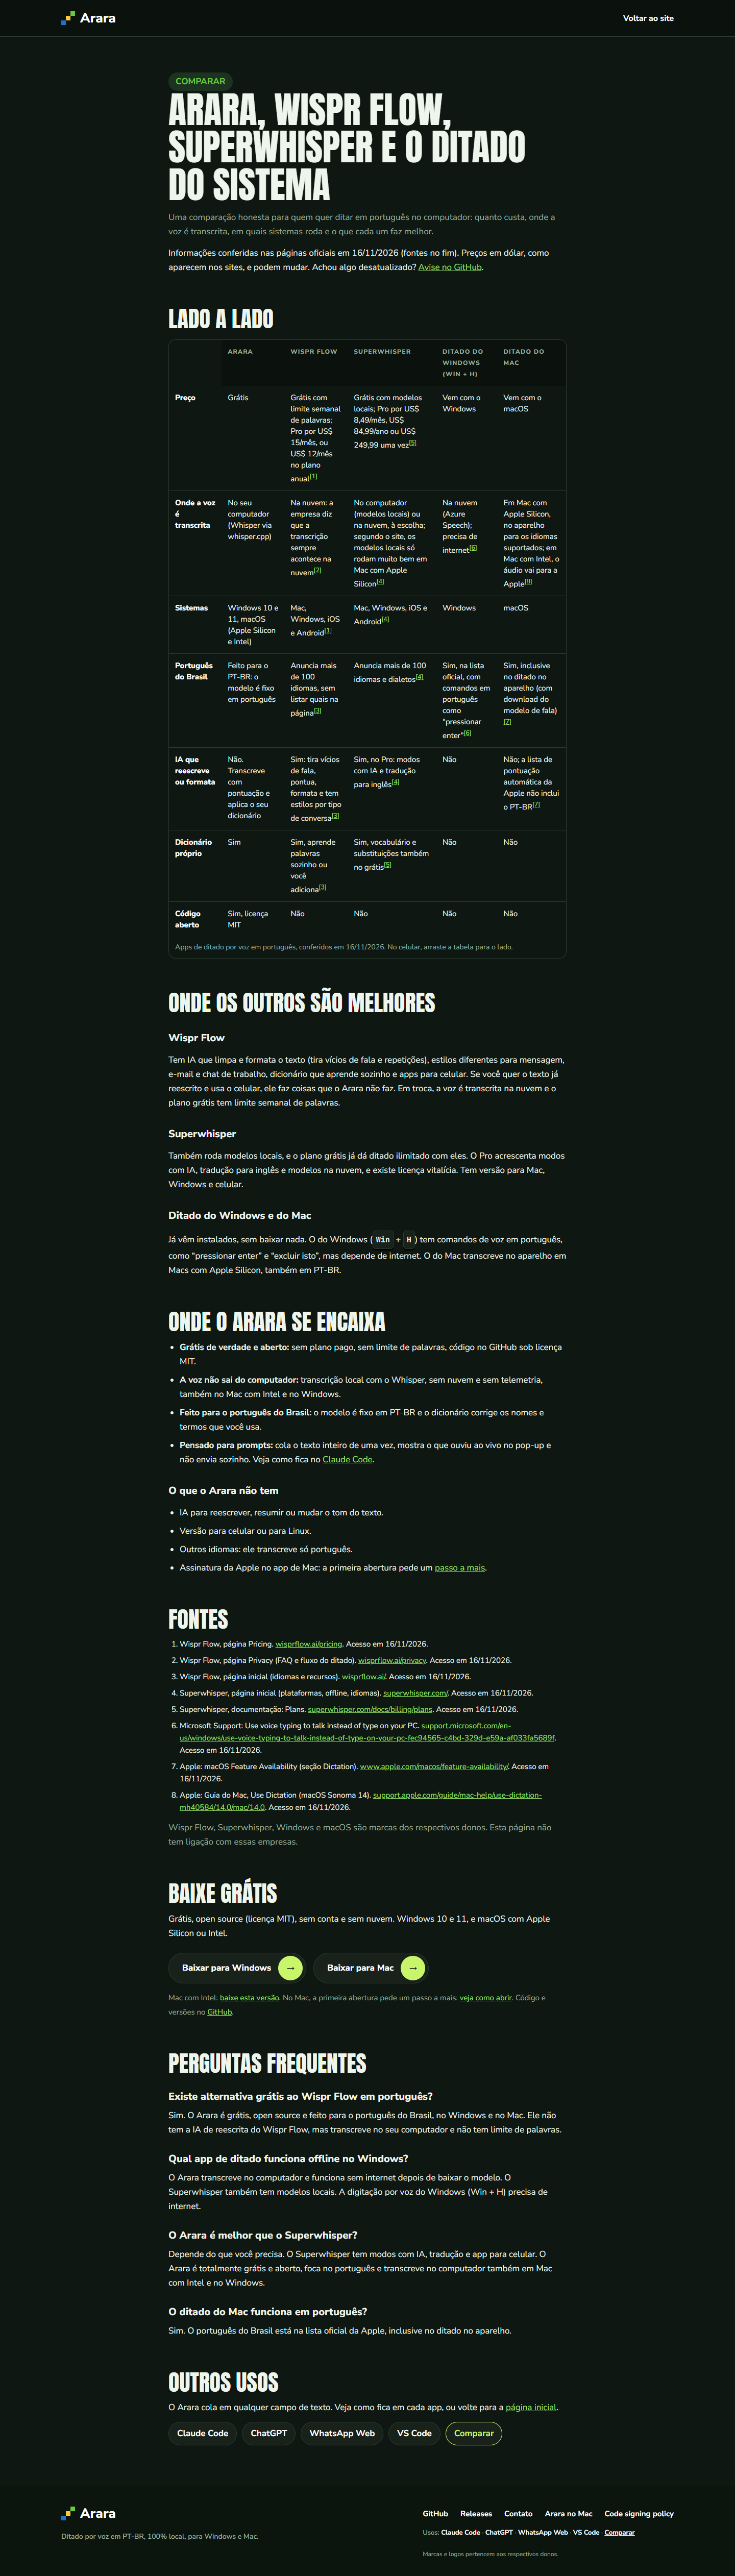 Arara
Voltar ao site
COMPARAR
ARARA, WISPR FLOW,
SUPERWHISPER E O DITADO
DO SISTEMA
Uma comparação honesta para quem quer ditar em português no computador: quanto custa, onde a
voz é transcrita, em quais sistemas roda e o que cada um faz melhor.
Informações conferidas nas páginas oficiais em 16/11/2026 (fontes no fim). Preços em dólar, como
aparecem nos sites, e podem mudar. Achou algo desatualizado? Avise no GitHub.
LADO A LADO
ARARA
WISPR FLOW
SUPERWHISPER
DITADO DO
WINDOWS
(WIN + H)
DITADO DO
MAC
Preço
Grátis
Grátis com
limite semanal
de palavras;
Pro por US$
15/mês, ou
US$ 12/mês
no plano
anual[1]
Grátis com modelos
locais; Pro por US$
8,49/mês, US$
84,99/ano ou US$
249,99 uma vez[5]
Vem com o
Windows
Vem com o
macOS
Onde a voz
é
transcrita
No seu
computador
(Whisper via
whisper.cpp)
Na nuvem: a
empresa diz
que a
transcrição
sempre
acontece na
nuvem[2]
No computador
(modelos locais) ou
na nuvem, à escolha;
segundo o site, os
modelos locais só
rodam muito bem em
Mac com Apple
Silicon[4]
Na nuvem
(Azure
Speech);
precisa de
internet[6]
Em Mac com
Apple Silicon,
no aparelho
para os idiomas
suportados; em
Mac com Intel, o
áudio vai para a
Apple[8]
Sistemas
Windows 10 e
11, macOS
(Apple Silicon
e Intel)
Mac,
Windows, iOS
e Android[1]
Mac, Windows, iOS e
Android[4]
Windows
macOS
Português
do Brasil
Feito para o
PT-BR: o
modelo é fixo
em português
Anuncia mais
de 100
idiomas, sem
listar quais na
página[3]
Anuncia mais de 100
idiomas e dialetos[4]
Sim, na lista
oficial, com
comandos em
português
como
“pressionar
enter”[6]
Sim, inclusive
no ditado no
aparelho (com
download do
modelo de fala)
[7]
IA que
reescreve
ou formata
Não.
Transcreve
com
pontuação e
aplica o seu
dicionário
Sim: tira vícios
de fala,
pontua,
formata e tem
estilos por tipo
de conversa[3]
Sim, no Pro: modos
com IA e tradução
para inglês[4]
Não
Não; a lista de
pontuação
automática da
Apple não inclui
o PT-BR[7]
Dicionário
próprio
Sim
Sim, aprende
palavras
sozinho ou
você
adiciona[3]
Sim, vocabulário e
substituições também
no grátis[5]
Não
Não
Código
aberto
Sim, licença
MIT
Não
Não
Não
Não
Apps de ditado por voz em português, conferidos em 16/11/2026. No celular, arraste a tabela para o lado.
ONDE OS OUTROS SÃO MELHORES
Wispr Flow
Tem IA que limpa e formata o texto (tira vícios de fala e repetições), estilos diferentes para mensagem,
e-mail e chat de trabalho, dicionário que aprende sozinho e apps para celular. Se você quer o texto já
reescrito e usa o celular, ele faz coisas que o Arara não faz. Em troca, a voz é transcrita na nuvem e o
plano grátis tem limite semanal de palavras.
Superwhisper
Também roda modelos locais, e o plano grátis já dá ditado ilimitado com eles. O Pro acrescenta modos
com IA, tradução para inglês e modelos na nuvem, e existe licença vitalícia. Tem versão para Mac,
Windows e celular.
Ditado do Windows e do Mac
Já vêm instalados, sem baixar nada. O do Windows (Win + H) tem comandos de voz em português,
como “pressionar enter” e “excluir isto”, mas depende de internet. O do Mac transcreve no aparelho em
Macs com Apple Silicon, também em PT-BR.
ONDE O ARARA SE ENCAIXA
• Grátis de verdade e aberto: sem plano pago, sem limite de palavras, código no GitHub sob licença
MIT.
• A voz não sai do computador: transcrição local com o Whisper, sem nuvem e sem telemetria,
também no Mac com Intel e no Windows.
• Feito para o português do Brasil: o modelo é fixo em PT-BR e o dicionário corrige os nomes e
termos que você usa.
• Pensado para prompts: cola o texto inteiro de uma vez, mostra o que ouviu ao vivo no pop-up e
não envia sozinho. Veja como fica no Claude Code.
O que o Arara não tem
• IA para reescrever, resumir ou mudar o tom do texto.
• Versão para celular ou para Linux.
• Outros idiomas: ele transcreve só português.
• Assinatura da Apple no app de Mac: a primeira abertura pede um passo a mais.
FONTES
1. Wispr Flow, página Pricing. wisprflow.ai/pricing. Acesso em 16/11/2026.
2. Wispr Flow, página Privacy (FAQ e fluxo do ditado). wisprflow.ai/privacy. Acesso em 16/11/2026.
3. Wispr Flow, página inicial (idiomas e recursos). wisprflow.ai/. Acesso em 16/11/2026.
4. Superwhisper, página inicial (plataformas, offline, idiomas). superwhisper.com/. Acesso em 16/11/2026.
5. Superwhisper, documentação: Plans. superwhisper.com/docs/billing/plans. Acesso em 16/11/2026.
6. Microsoft Support: Use voice typing to talk instead of type on your PC. support.microsoft.com/en-
us/windows/use-voice-typing-to-talk-instead-of-type-on-your-pc-fec94565-c4bd-329d-e59a-af033fa5689f.
Acesso em 16/11/2026.
7. Apple: macOS Feature Availability (seção Dictation). www.apple.com/macos/feature-availability/. Acesso em
16/11/2026.
8. Apple: Guia do Mac, Use Dictation (macOS Sonoma 14). support.apple.com/guide/mac-help/use-dictation-
mh40584/14.0/mac/14.0. Acesso em 16/11/2026.
Wispr Flow, Superwhisper, Windows e macOS são marcas dos respectivos donos. Esta página não
tem ligação com essas empresas.
BAIXE GRÁTIS
Grátis, open source (licença MIT), sem conta e sem nuvem. Windows 10 e 11, e macOS com Apple
Silicon ou Intel.
Baixar para Windows →
Baixar para Mac →
Mac com Intel: baixe esta versão. No Mac, a primeira abertura pede um passo a mais: veja como abrir. Código e
versões no GitHub.
PERGUNTAS FREQUENTES
Existe alternativa grátis ao Wispr Flow em português?
Sim. O Arara é grátis, open source e feito para o português do Brasil, no Windows e no Mac. Ele não
tem a IA de reescrita do Wispr Flow, mas transcreve no seu computador e não tem limite de palavras.
Qual app de ditado funciona offline no Windows?
O Arara transcreve no computador e funciona sem internet depois de baixar o modelo. O
Superwhisper também tem modelos locais. A digitação por voz do Windows (Win + H) precisa de
internet.
O Arara é melhor que o Superwhisper?
Depende do que você precisa. O Superwhisper tem modos com IA, tradução e app para celular. O
Arara é totalmente grátis e aberto, foca no português e transcreve no computador também em Mac
com Intel e no Windows.
O ditado do Mac funciona em português?
Sim. O português do Brasil está na lista oficial da Apple, inclusive no ditado no aparelho.
OUTROS USOS
O Arara cola em qualquer campo de texto. Veja como fica em cada app, ou volte para a página inicial.
Claude Code
ChatGPT
WhatsApp Web
VS Code
Comparar
Arara
Ditado por voz em PT-BR, 100% local, para Windows e Mac.
GitHub
Releases
Contato
Arara no Mac
Code signing policy
Usos: Claude Code · ChatGPT · WhatsApp Web · VS Code · Comparar
Marcas e logos pertencem aos respectivos donos.